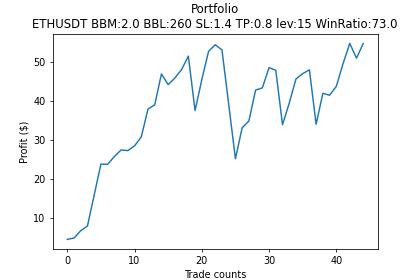 Portfolio
ETHUSDT BBM:2.0 BBL:260 SL:1.4 TP:0.8 lev:15 WinRatio:73.0
50
40
30
20
10
Profit ($)
0 10 20 30 40
Trade counts